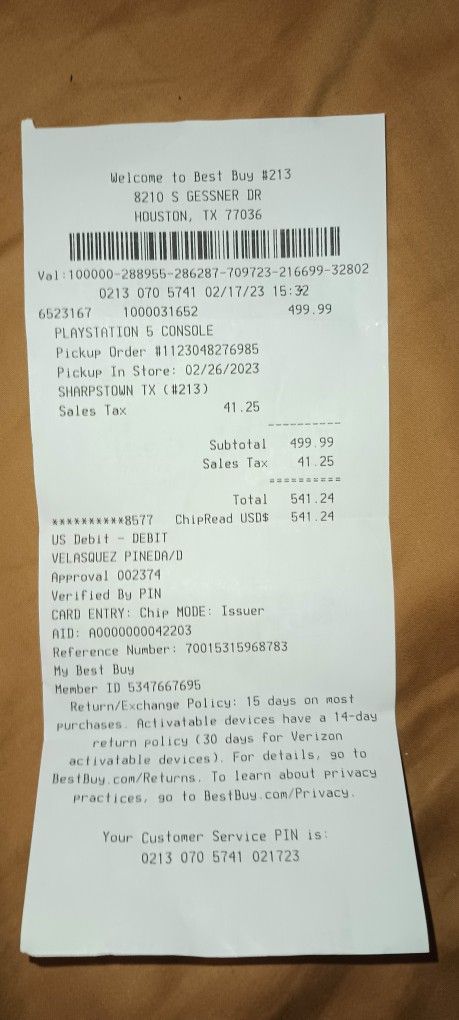 Welcome to Best Buy #213
8210 S GESSNER DR
HOUSTON, TX 77036
Val:100000-288955-286287-709723-216699-32802
0213 070 5741 02/17/23 15:32
6523167 1000031652 499.99
PLAYSTATION 5 CONSOLE
Pickup Order #1123048276985
Pickup In Store: 02/26/2023
SHARPSTOWN TX (#213)
Sales Tax 41.25
----------
Subtotal 499.99
Sales Tax 41.25
==========
Total 541.24
**********8577 ChipRead USD$ 541.24
US Debit - DEBIT
VELASQUEZ PINEDA/D
Approval 002374
Verified By PIN
CARD ENTRY: Chip MODE: Issuer
AID: A0000000042203
Reference Number: 70015315968783
My Best Buy
Member ID 5347667695
Return/Exchange Policy: 15 days on most
purchases. Activatable devices have a 14-day
return policy (30 days for Verizon
activatable devices). For details, go to
BestBuy.com/Returns. To learn about privacy
practices, go to BestBuy.com/Privacy.
Your Customer Service PIN is:
0213 070 5741 021723